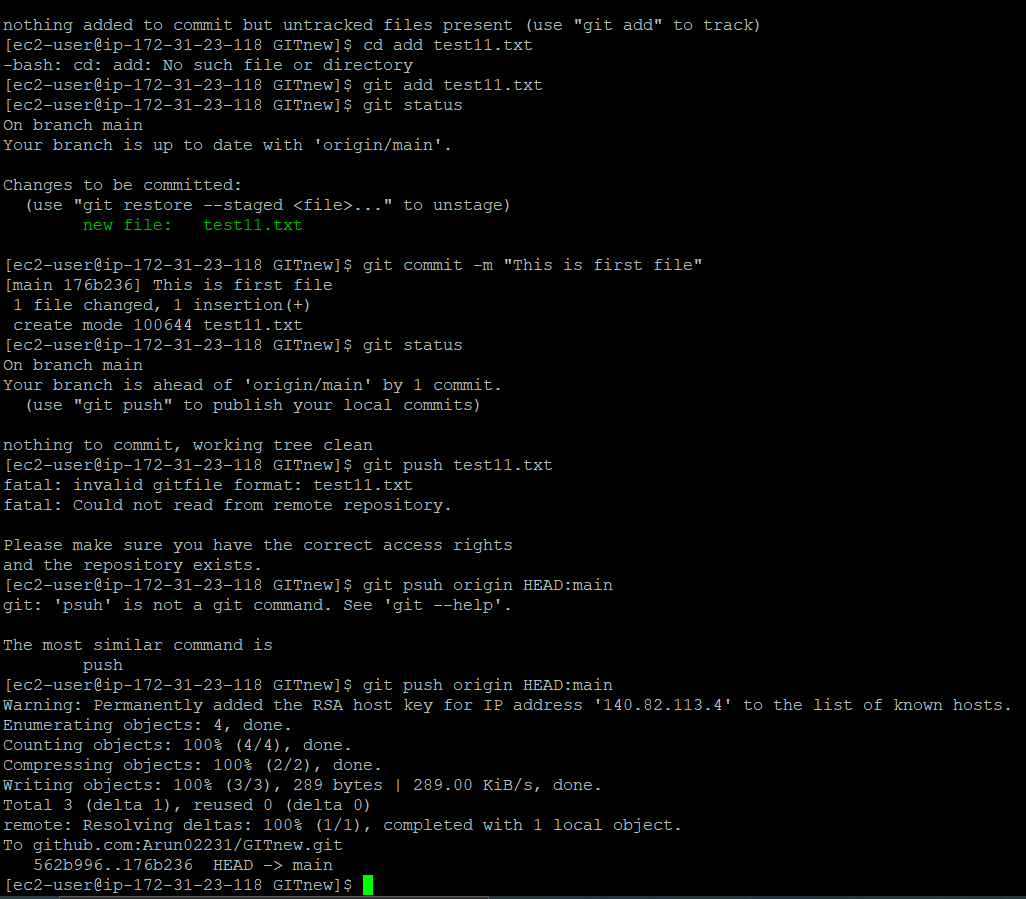 nothing added to commit but untracked files present (use "git add" to track)
[ec2-user@ip-172-31-23-118 GITnew]$ cd add test11.txt
-bash: cd: add: No such file or directory
[ec2-user@ip-172-31-23-118 GITnew]$ git add test11.txt
[ec2-user@ip-172-31-23-118 GITnew]$ git status
On branch main
Your branch is up to date with 'origin/main'.
Changes to be committed:
  (use "git restore --staged <file>..." to unstage)
        new file:   test11.txt
[ec2-user@ip-172-31-23-118 GITnew]$ git commit -m "This is first file"
[main 176b236] This is first file
 1 file changed, 1 insertion(+)
 create mode 100644 test11.txt
[ec2-user@ip-172-31-23-118 GITnew]$ git status
On branch main
Your branch is ahead of 'origin/main' by 1 commit.
  (use "git push" to publish your local commits)
nothing to commit, working tree clean
[ec2-user@ip-172-31-23-118 GITnew]$ git push test11.txt
fatal: invalid gitfile format: test11.txt
fatal: Could not read from remote repository.
Please make sure you have the correct access rights
and the repository exists.
[ec2-user@ip-172-31-23-118 GITnew]$ git psuh origin HEAD:main
git: 'psuh' is not a git command. See 'git --help'.
The most similar command is
        push
[ec2-user@ip-172-31-23-118 GITnew]$ git push origin HEAD:main
Warning: Permanently added the RSA host key for IP address '140.82.113.4' to the list of known hosts.
Enumerating objects: 4, done.
Counting objects: 100% (4/4), done.
Compressing objects: 100% (2/2), done.
Writing objects: 100% (3/3), 289 bytes | 289.00 KiB/s, done.
Total 3 (delta 1), reused 0 (delta 0)
remote: Resolving deltas: 100% (1/1), completed with 1 local object.
To github.com:Arun02231/GITnew.git
   562b996..176b236  HEAD -> main
[ec2-user@ip-172-31-23-118 GITnew]$